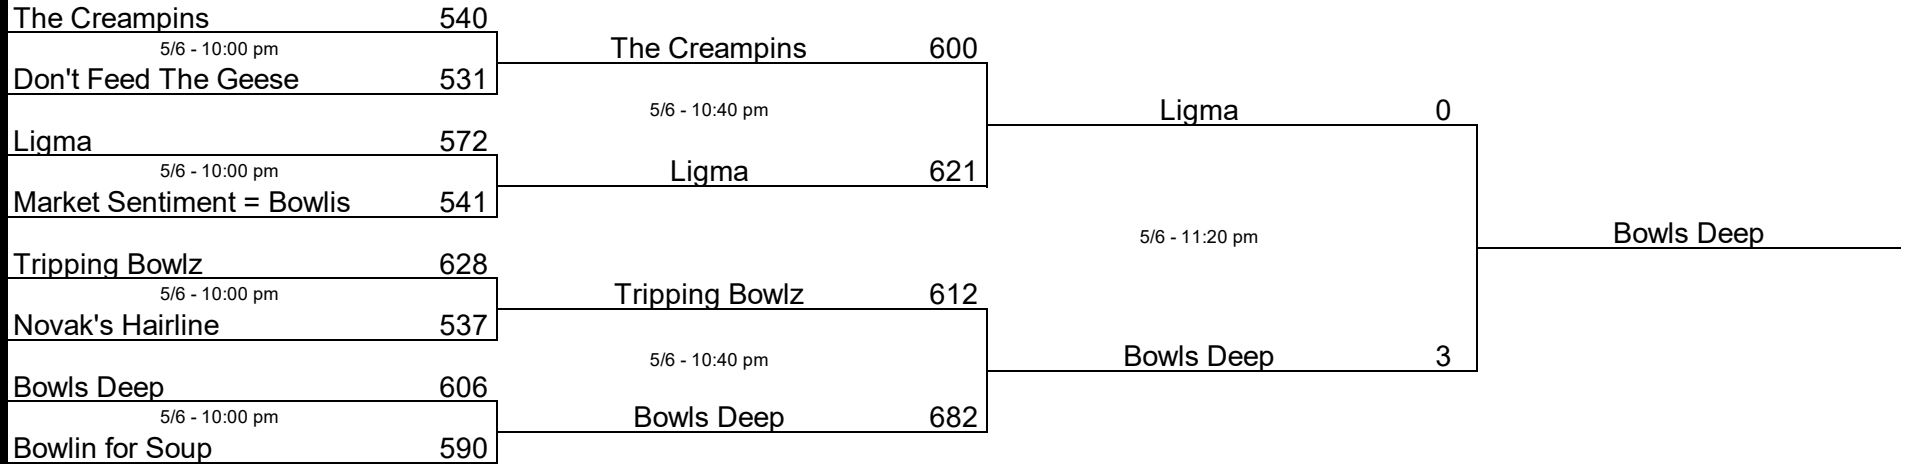 The Creampins 540
5/6 - 10:00 pm
Don't Feed The Geese 531
Ligma 572
5/6 - 10:00 pm
Market Sentiment = Bowlis 541
Tripping Bowlz 628
5/6 - 10:00 pm
Novak's Hairline 537
Bowls Deep 606
5/6 - 10:00 pm
Bowlin for Soup 590
The Creampins 600
5/6 - 10:40 pm
Ligma 621
Tripping Bowlz 612
5/6 - 10:40 pm
Bowls Deep 682
Ligma 0
5/6 - 11:20 pm
Bowls Deep 3
Bowls Deep